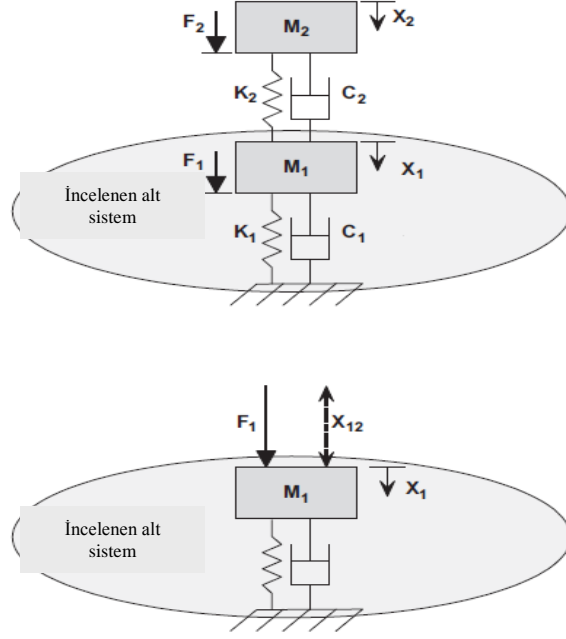 F₂ M₂ X₂
K₂ C₂
F₁ M₁ X₁
İncelenen alt
sistem
K₁ C₁
F₁ X₁₂
M₁ X₁
İncelenen alt
sistem